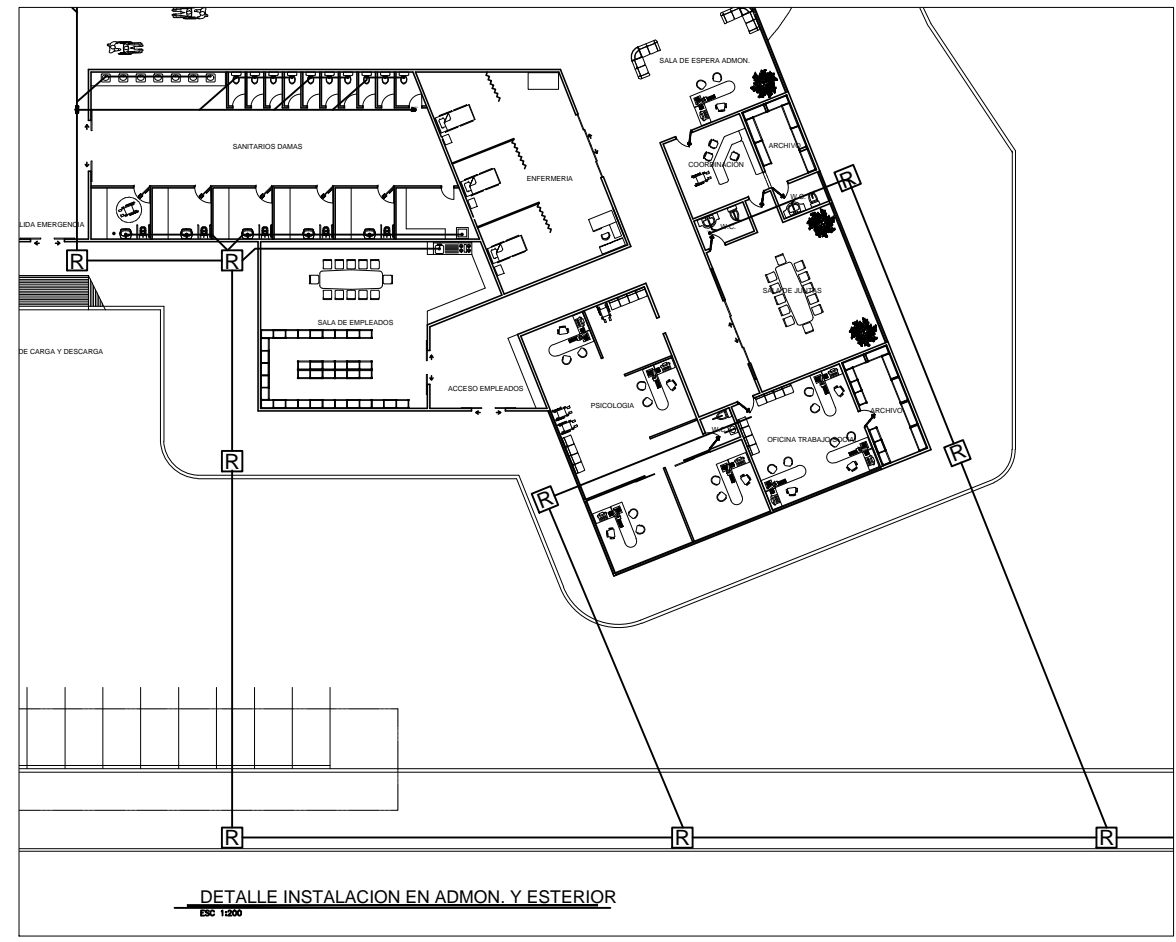 SALA DE ESPERA ADMON.
SANITARIOS DAMAS
ARCHIVO
COORDINACION
ENFERMERIA
R
W.C.
LIDA EMERGENCIA
W.C.
R
R
SALA DE JUNTAS
SALA DE EMPLEADOS
DE CARGA Y DESCARGA
ACCESO EMPLEADOS
PSICOLOGIA
ARCHIVO
W.C.
OFICINA TRABAJO SOCIAL
R
R
R
R
R
R
DETALLE INSTALACION EN ADMON. Y ESTERIOR
ESC 1:200